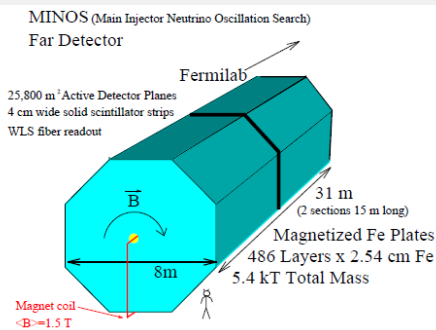 MINOS (Main Injector Neutrino Oscillation Search)
Far Detector
Fermilab
25,800 m² Active Detector Planes
4 cm wide solid scintillator strips
WLS fiber readout
B
8m
31 m
(2 sections 15 m long)
Magnetized Fe Plates
486 Layers x 2.54 cm Fe
5.4 kT Total Mass
Magnet coil
<B>=1.5 T